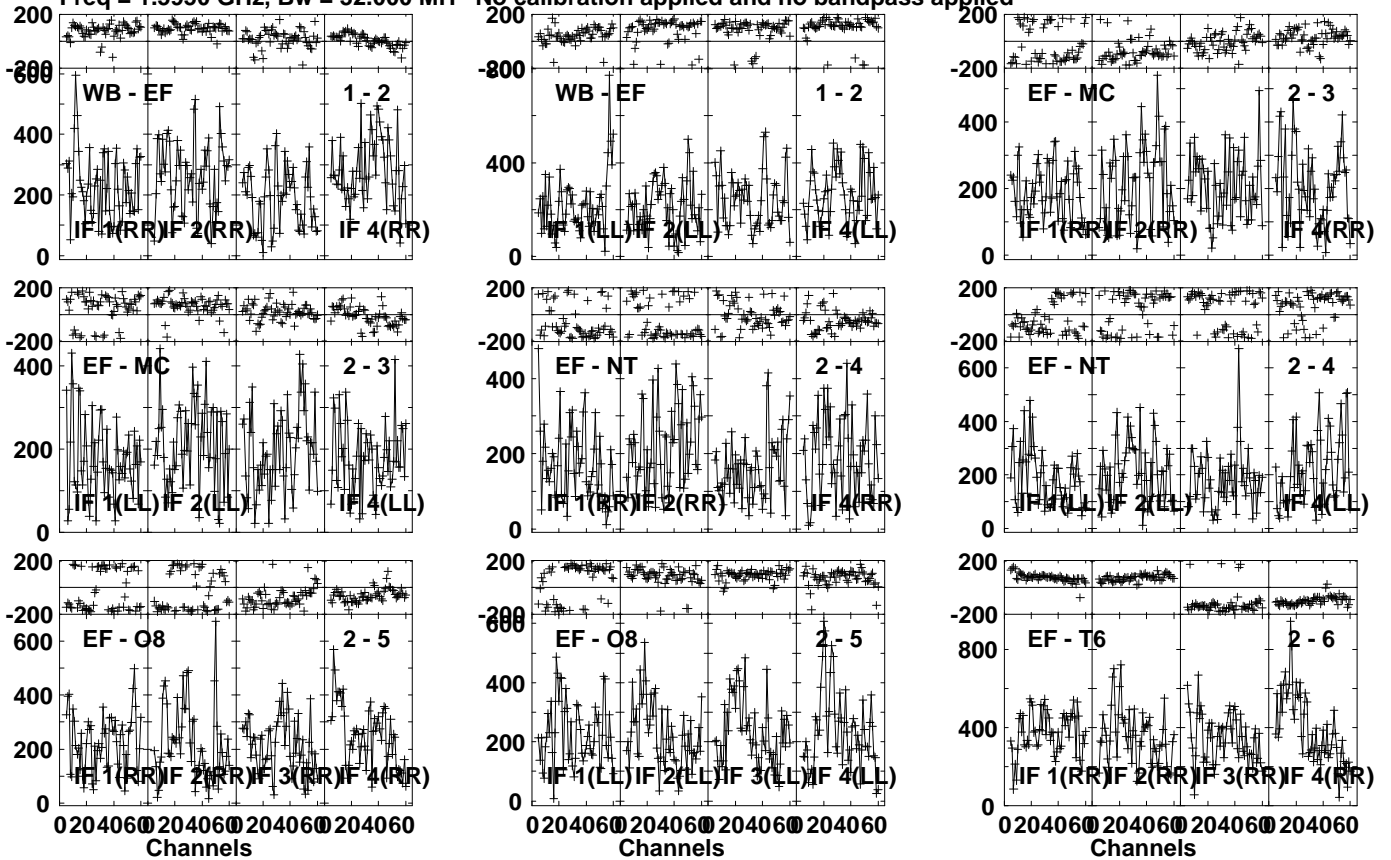 Freq = 1.5950 GHz, Bw = 32.000 MH No calibration applied and no bandpass applied
200
-200
600
WB - EF 1 - 2
400
200
IF 1(RR) IF 2(RR) IF 4(RR)
0
200
-200
WB - EF 1 - 2
400
IF 1(LL) IF 2(LL) IF 4(LL)
0
200
-200
EF - MC 2 - 3
400
200
IF 1(RR) IF 2(RR) IF 4(RR)
0
200
-200
400
EF - MC 2 - 3
200
IF 1(LL) IF 2(LL) IF 4(LL)
0
200
-200
EF - NT 2 - 4
400
200
IF 1(RR) IF 2(RR) IF 4(RR)
0
200
-200
EF - NT 2 - 4
600
400
200
IF 1(LL) IF 2(LL) IF 4(LL)
0
200
-200
600
EF - O8 2 - 5
400
200
IF 1(RR) IF 2(RR) IF 3(RR) IF 4(RR)
0
0 20 40 60 0 20 40 60 0 20 40 60 0 20 40 60
Channels
200
-200
600
EF - O8 2 - 5
400
200
IF 1(LL) IF 2(LL) IF 3(LL) IF 4(LL)
0
0 20 40 60 0 20 40 60 0 20 40 60 0 20 40 60
Channels
200
-200
EF - T6 2 - 6
800
400
IF 1(RR) IF 2(RR) IF 3(RR) IF 4(RR)
0
0 20 40 60 0 20 40 60 0 20 40 60 0 20 40 60
Channels